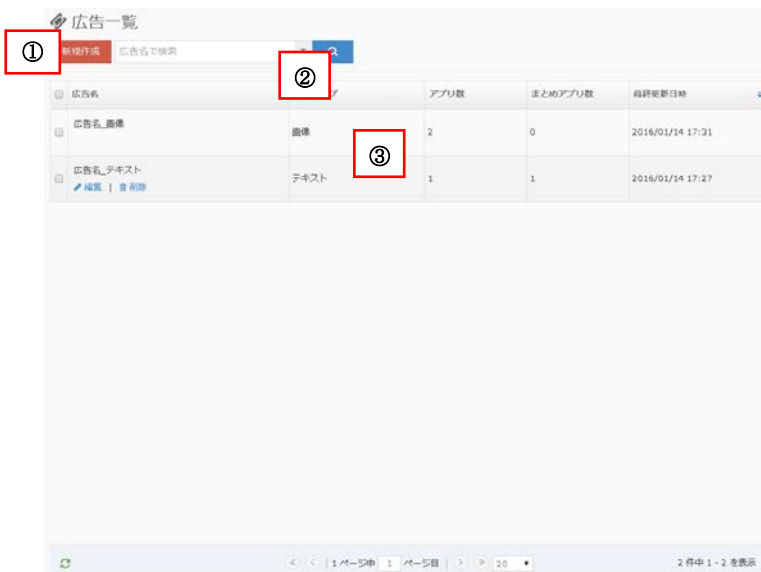 広告一覧
①
新規作成 広告名で検索
②
広告名 プ アプリ数 まとめアプリ数 最終更新日時
広告名_画像
画像 2 0 2016/01/14 17:31
③
広告名_テキスト テキスト 1 1 2016/01/14 17:27
編集 | 削除
1 ページ中 1 ページ目 20 2 件中 1 - 2 を表示